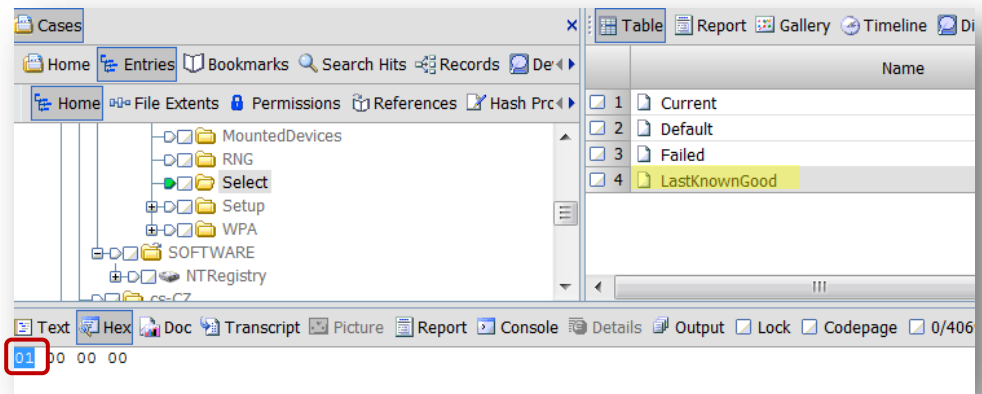 Cases
Table Report Gallery Timeline Di
Home Entries Bookmarks Search Hits Records De
Name
Home File Extents Permissions References Hash Prc
1 Current
2 Default
3 Failed
4 LastKnownGood
MountedDevices
RNG
Select
Setup
WPA
SOFTWARE
NTRegistry
cs-CZ
Text Hex Doc Transcript Picture Report Console Details Output Lock Codepage 0/406
01 00 00 00